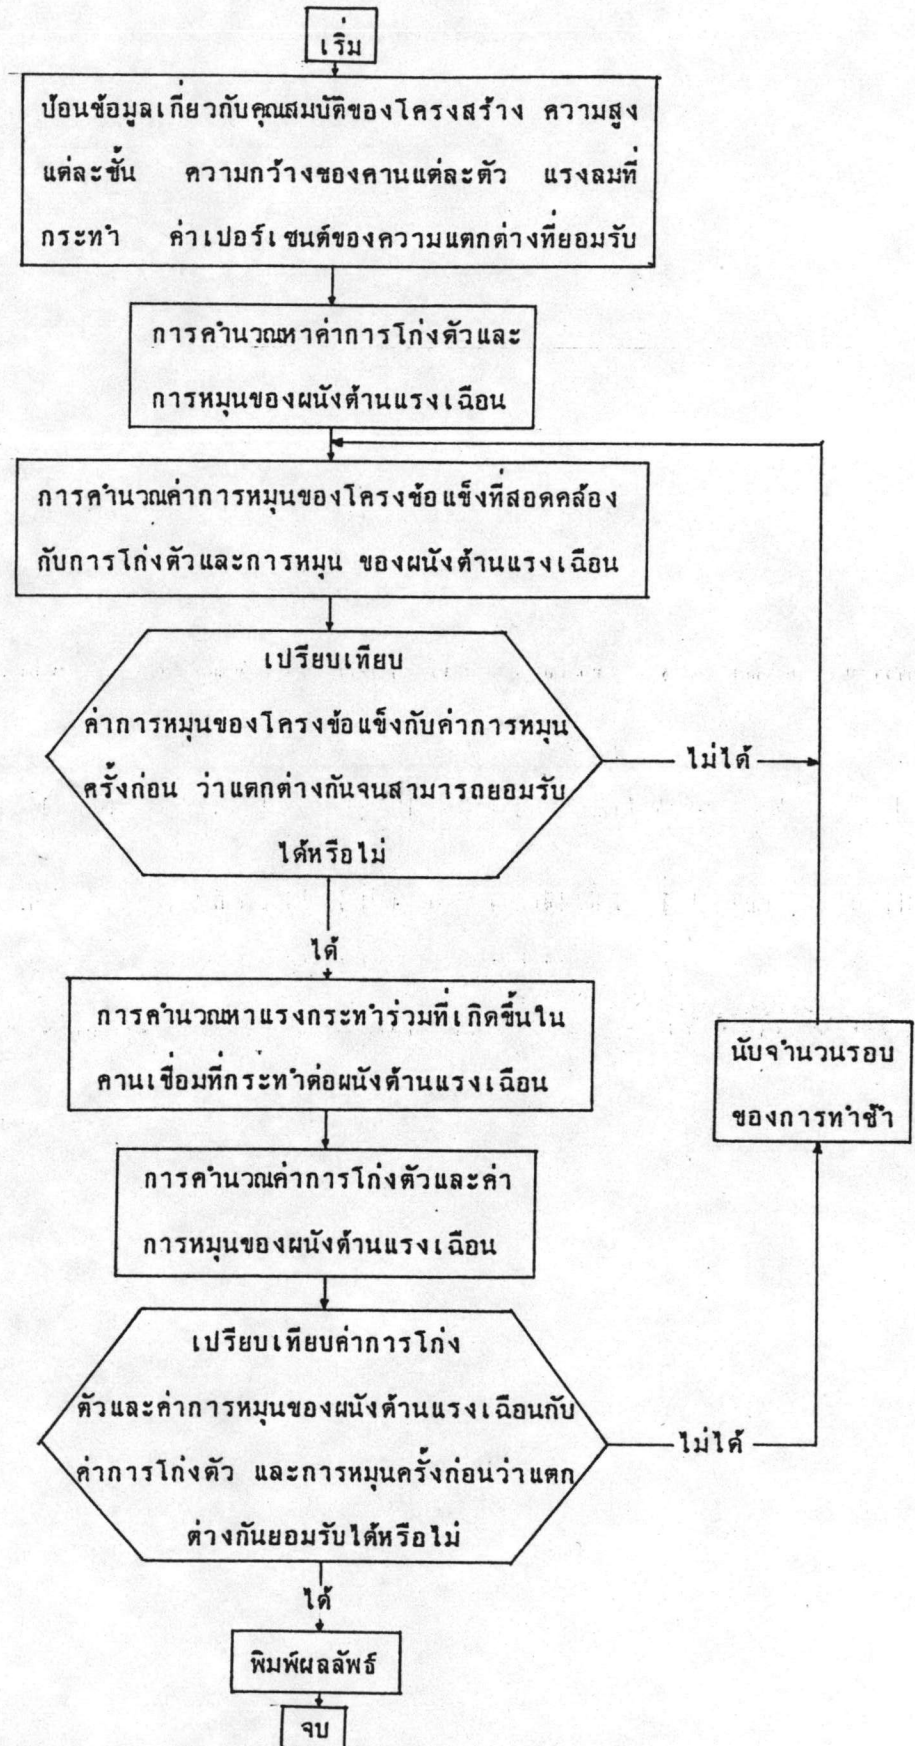 เริ่ม
ป้อนข้อมูลเกี่ยวกับคุณสมบัติของโครงสร้าง ความสูง
แต่ละชั้น ความกว้างของคานแต่ละตัว แรงลมที่
กระทำ ค่าเปอร์เซนต์ของความแตกต่างที่ยอมรับ
การคำนวณหาค่าการโก่งตัวและ
การหมุนของผนังต้านแรงเฉือน
การคำนวณค่าการหมุนของโครงข้อแข็งที่สอดคล้อง
กับการโก่งตัวและการหมุน ของผนังต้านแรงเฉือน
เปรียบเทียบ
ค่าการหมุนของโครงข้อแข็งกับค่าการหมุน
ครั้งก่อน ว่าแตกต่างกันจนสามารถยอมรับ
ได้หรือไม่
ไม่ได้
ได้
การคำนวณหาแรงกระทำร่วมที่เกิดขึ้นใน
คานเชื่อมที่กระทำต่อผนังต้านแรงเฉือน
นับจำนวนรอบ
ของการทำซ้ำ
การคำนวณค่าการโก่งตัวและค่า
การหมุนของผนังต้านแรงเฉือน
เปรียบเทียบค่าการโก่ง
ตัวและค่าการหมุนของผนังต้านแรงเฉือนกับ
ค่าการโก่งตัว และการหมุนครั้งก่อนว่าแตก
ต่างกันยอมรับได้หรือไม่
ไม่ได้
ได้
พิมพ์ผลลัพธ์
จบ